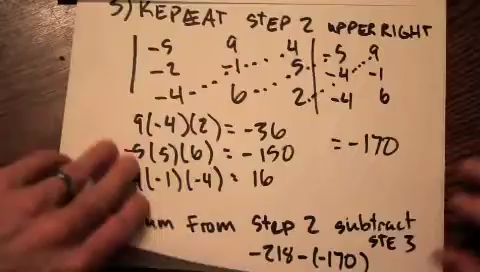 3) REPEAT STEP 2 UPPER RIGHT
-5 9 4 -5 9
-2 -1 5 -4 -1
-4 6 2 -4 6
9(-4)(2) = -36
-5(5)(6) = -150 = -170
(-1)(-4) = 16
um From Step 2 subtract
STE 3
-218-(-170)